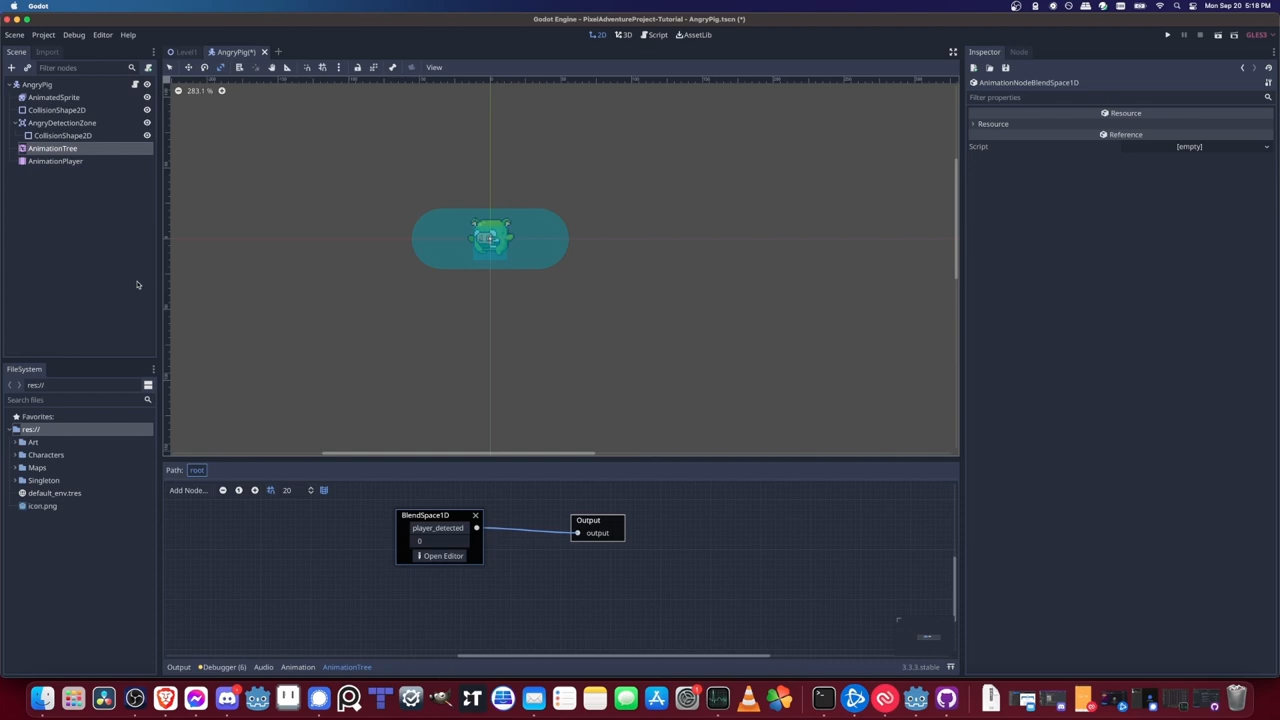 Godot
Mon Sep 20 5:18 PM
Godot Engine - PixelAdventureProject-Tutorial - AngryPig.tscn (*)
Scene Project Debug Editor Help
2D 3D Script AssetLib
GLES3
Scene Import
Level1 AngryPig(*)
Inspector Node
Filter nodes
View
AnimationNodeBlendSpace1D
AngryPig
283.1 %
AnimatedSprite
Filter properties
CollisionShape2D
Resource
AngryDetectionZone
Resource
CollisionShape2D
Reference
AnimationTree
Script [empty]
AnimationPlayer
FileSystem
res://
Search files
Favorites:
res://
Art
Characters
Maps
Singleton
default_env.tres
icon.png
Path: root
Add Node... 20
BlendSpace1D
player_detected
0
Open Editor
Output
output
Output Debugger (6) Audio Animation AnimationTree
3.3.3.stable